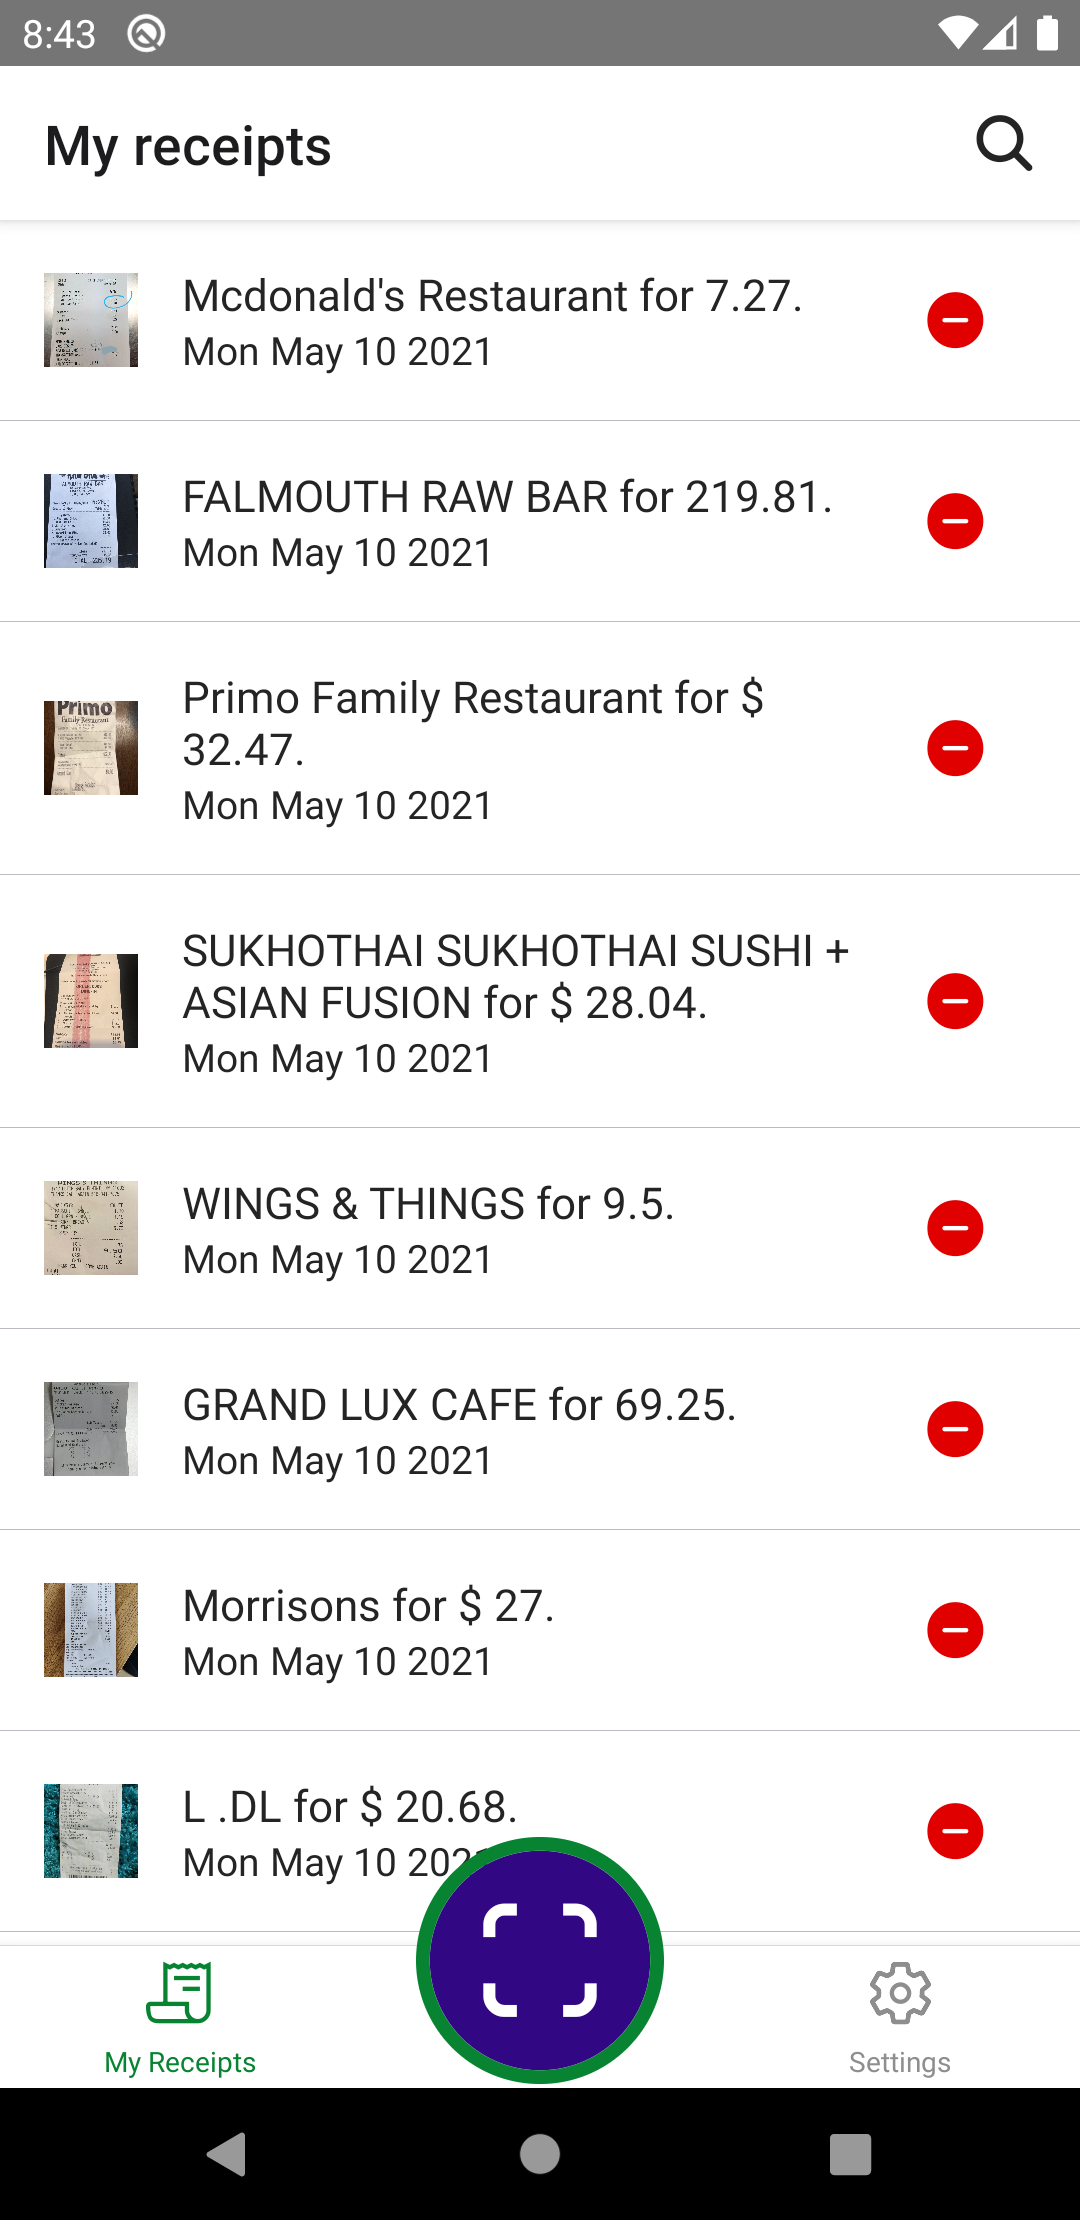 8:43
My receipts
Mcdonald's Restaurant for 7.27.
Mon May 10 2021
FALMOUTH RAW BAR for 219.81.
Mon May 10 2021
Primo Family Restaurant for $
32.47.
Mon May 10 2021
SUKHOTHAI SUKHOTHAI SUSHI +
ASIAN FUSION for $ 28.04.
Mon May 10 2021
WINGS & THINGS for 9.5.
Mon May 10 2021
GRAND LUX CAFE for 69.25.
Mon May 10 2021
Morrisons for $ 27.
Mon May 10 2021
L .DL for $ 20.68.
Mon May 10 2021
My Receipts
Settings